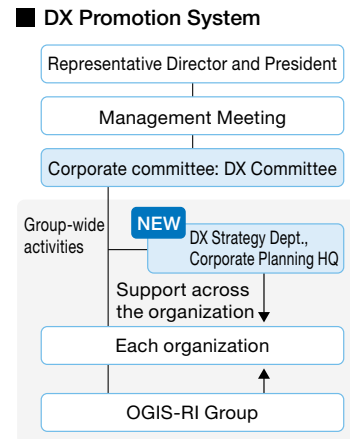 ■ DX Promotion System
Representative Director and President
Management Meeting
Corporate committee: DX Committee
Group-wide
activities
NEW
DX Strategy Dept.,
Corporate Planning HQ
Support across
the organization
Each organization
OGIS-RI Group